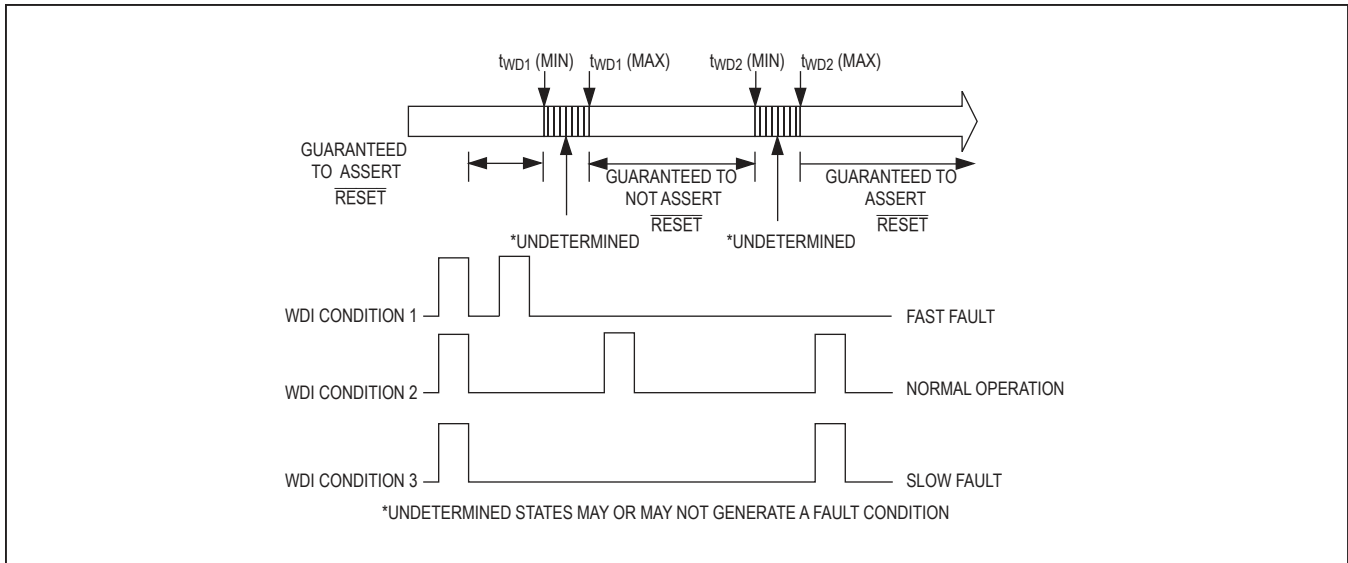 tWD1 (MIN) tWD1 (MAX) tWD2 (MIN) tWD2 (MAX)
GUARANTEED
TO ASSERT
RESET
GUARANTEED TO
NOT ASSERT
RESET
GUARANTEED TO
ASSERT
RESET
*UNDETERMINED
*UNDETERMINED
WDI CONDITION 1
FAST FAULT
WDI CONDITION 2
NORMAL OPERATION
WDI CONDITION 3
SLOW FAULT
*UNDETERMINED STATES MAY OR MAY NOT GENERATE A FAULT CONDITION